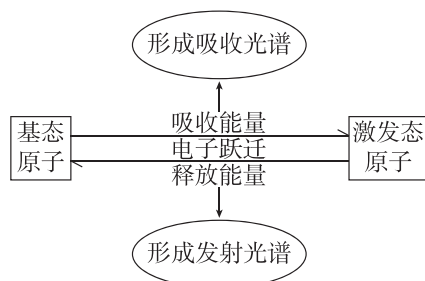 形成吸收光谱
吸收能量
基态
原子
电子跃迁
激发态
原子
释放能量
形成发射光谱